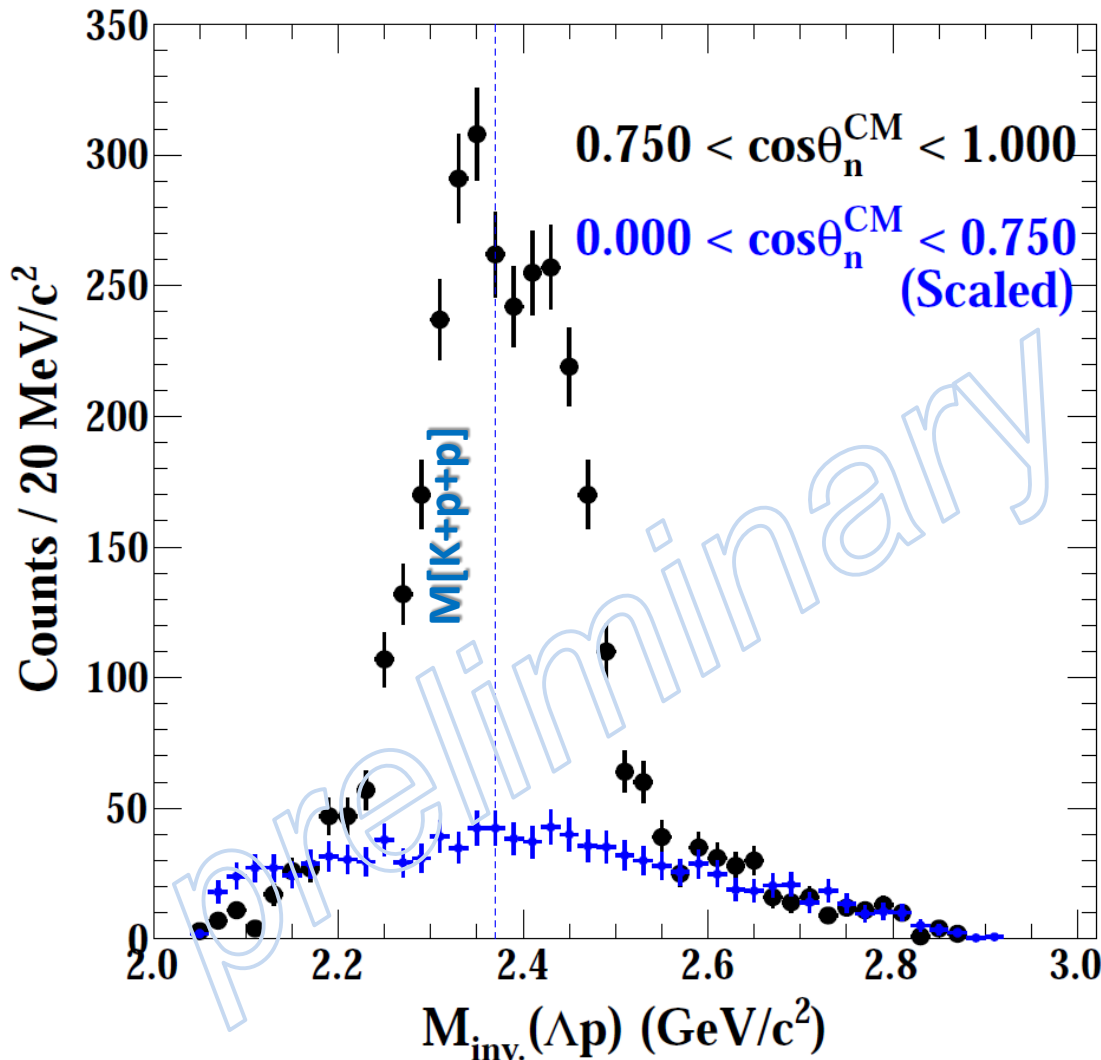 350
300
250
200
150
100
50
0
Counts / 20 MeV/c²
0.750 < cosθₙᶜᴹ < 1.000
0.000 < cosθₙᶜᴹ < 0.750
(Scaled)
M[K+p+p]
preliminary
2.0 2.2 2.4 2.6 2.8 3.0
M_inv.(Λp) (GeV/c²)